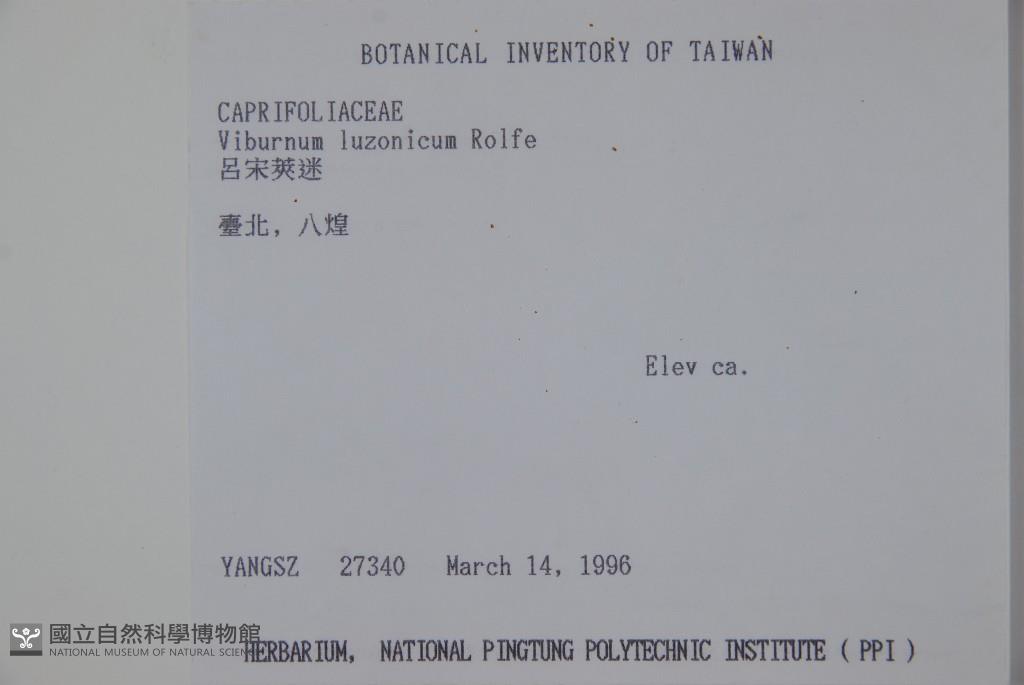 BOTANICAL INVENTORY OF TAIWAN
CAPRIFOLIACEAE
Viburnum luzonicum Rolfe
呂宋莢迷
臺北, 八煌
Elev ca.
YANGSZ 27340 March 14, 1996
國立自然科學博物館
NATIONAL MUSEUM OF NATURAL SCIENCE
HERBARIUM, NATIONAL PINGTUNG POLYTECHNIC INSTITUTE ( PPI )